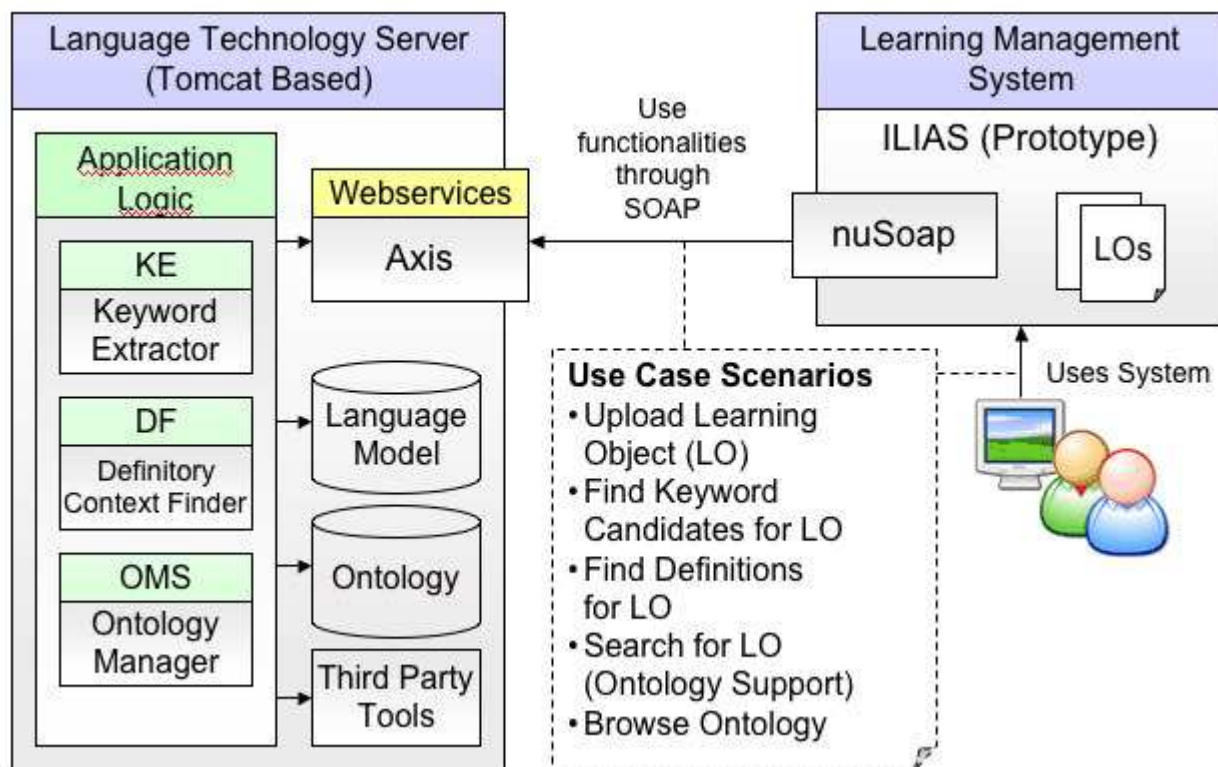 Language Technology Server
(Tomcat Based)
Application
Logic
KE
Keyword
Extractor
DF
Definitory
Context Finder
OMS
Ontology
Manager
Webservices
Axis
Language
Model
Ontology
Third Party
Tools
Use
functionalities
through
SOAP
Learning Management
System
ILIAS (Prototype)
nuSoap
LOs
Uses System
Use Case Scenarios
• Upload Learning
Object (LO)
• Find Keyword
Candidates for LO
• Find Definitions
for LO
• Search for LO
(Ontology Support)
• Browse Ontology